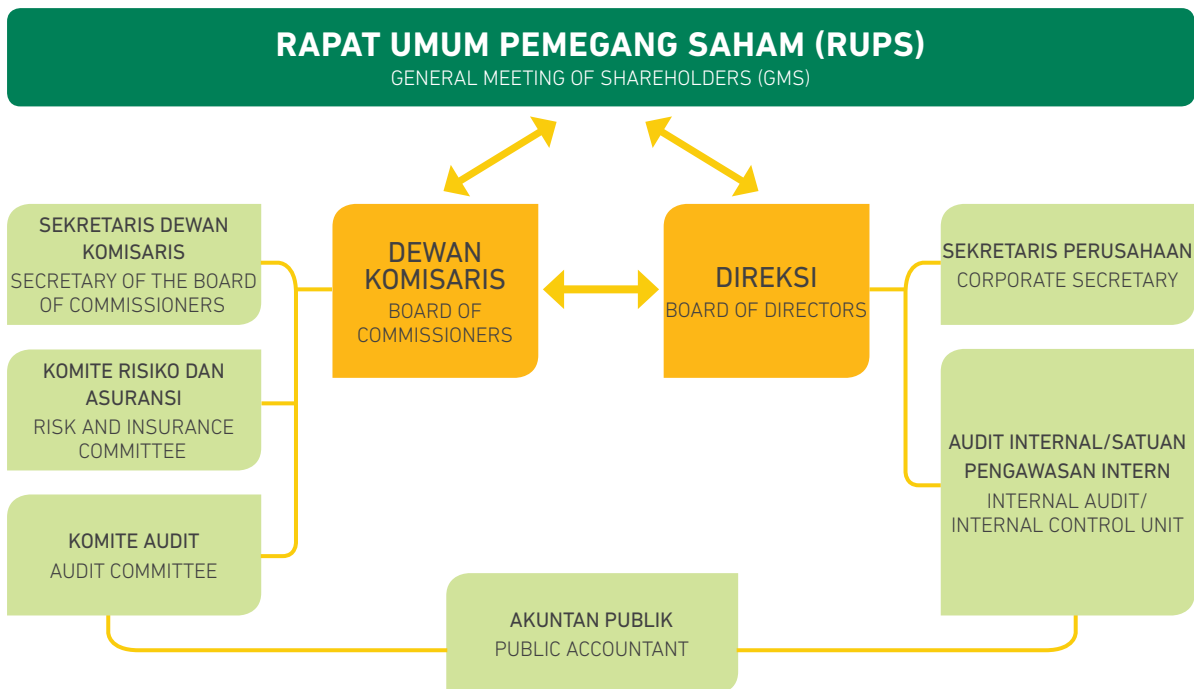 RAPAT UMUM PEMEGANG SAHAM (RUPS)
GENERAL MEETING OF SHAREHOLDERS (GMS)
SEKRETARIS DEWAN
KOMISARIS
SECRETARY OF THE BOARD
OF COMMISSIONERS
DEWAN
KOMISARIS
BOARD OF
COMMISSIONERS
DIREKSI
BOARD OF DIRECTORS
SEKRETARIS PERUSAHAAN
CORPORATE SECRETARY
KOMITE RISIKO DAN
ASURANSI
RISK AND INSURANCE
COMMITTEE
AUDIT INTERNAL/SATUAN
PENGAWASAN INTERN
INTERNAL AUDIT/
INTERNAL CONTROL UNIT
KOMITE AUDIT
AUDIT COMMITTEE
AKUNTAN PUBLIK
PUBLIC ACCOUNTANT